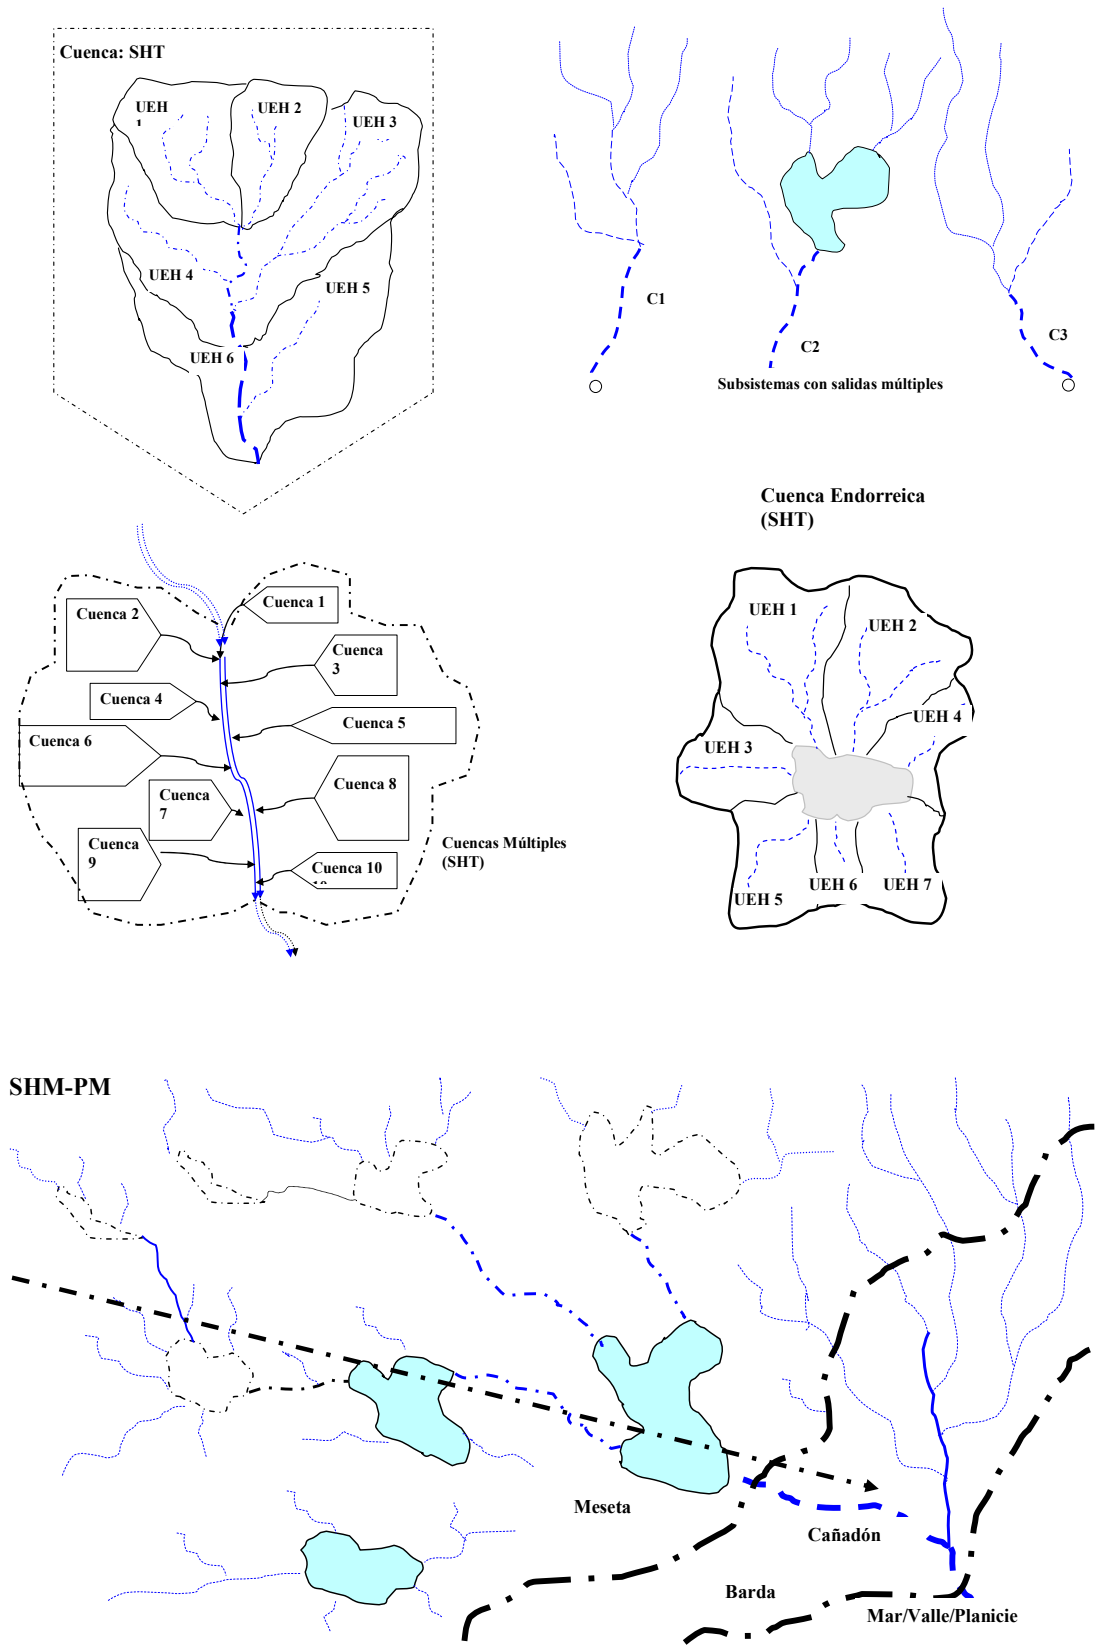 Cuenca: SHT
UEH
1
UEH 2
UEH 3
UEH 4
UEH 5
UEH 6
C1
C2
C3
Subsistemas con salidas múltiples
Cuenca Endorreica
(SHT)
Cuenca 1
Cuenca 2
Cuenca
3
Cuenca 4
Cuenca 5
Cuenca 6
Cuenca
7
Cuenca 8
Cuenca
9
Cuenca 10
10
Cuencas Múltiples
(SHT)
UEH 1
UEH 2
UEH 3
UEH 4
UEH 5
UEH 6
UEH 7
SHM-PM
Meseta
Cañadón
Barda
Mar/Valle/Planicie